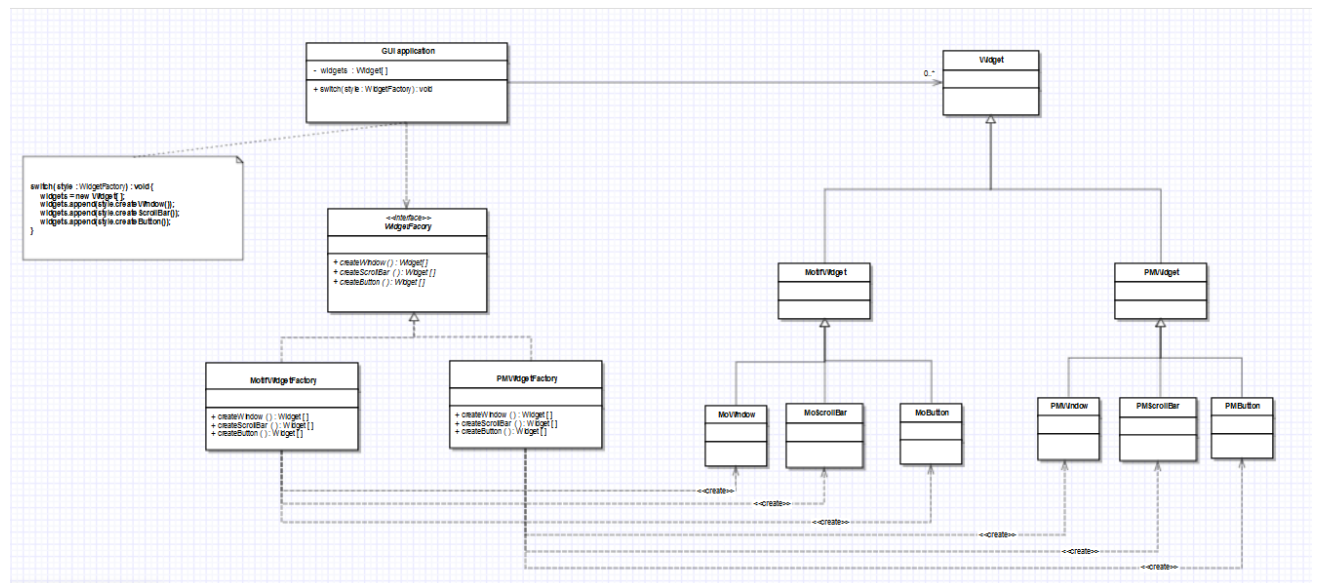 GUI application
- widgets : Widget[ ]
+ switch( style : WidgetFactory) : void
0..*
Widget
switch( style : WidgetFactory) : void {
widgets = new Widget[ ];
widgets.append(style.createWindow());
widgets.append(style.createScrollBar());
widgets.append(style.createButton());
}
<<interface>>
WidgetFacory
+ createWindow ( ) : Widget[ ]
+ createScrollBar ( ) : Widget [ ]
+ createButton ( ) : Widget [ ]
MotifWidget
PMWidget
MotifWidgetFactory
+ createWindow ( ) : Widget [ ]
+ createScrollBar ( ) : Widget [ ]
+ createButton ( ) : Widget [ ]
PMWidgetFactory
+ createWindow ( ) : Widget [ ]
+ createScrollBar ( ) : Widget [ ]
+ createButton ( ) : Widget [ ]
MoWindow
MoScrollBar
MoButton
PMWindow
PMScrollBar
PMButton
<<create>>
<<create>>
<<create>>
<<create>>
<<create>>
<<create>>